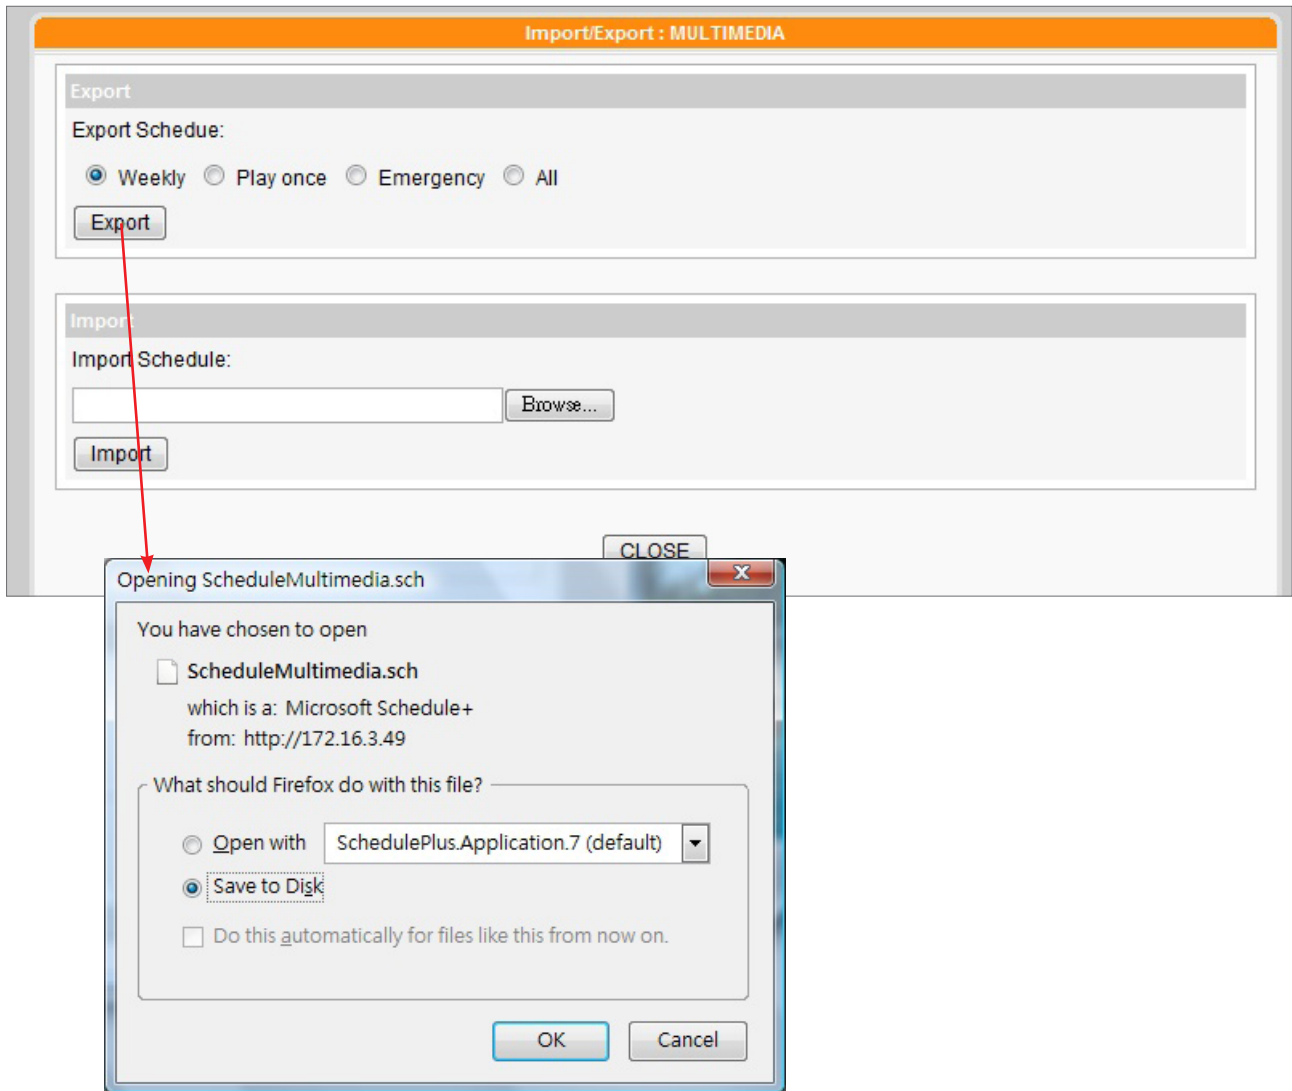 Import/Export : MULTIMEDIA
Export
Export Schedue:
Weekly Play once Emergency All
Export
Import
Import Schedule:
Browse...
Import
CLOSE
Opening ScheduleMultimedia.sch
You have chosen to open
ScheduleMultimedia.sch
which is a: Microsoft Schedule+
from: http://172.16.3.49
What should Firefox do with this file?
Open with SchedulePlus.Application.7 (default)
Save to Disk
Do this automatically for files like this from now on.
OK Cancel